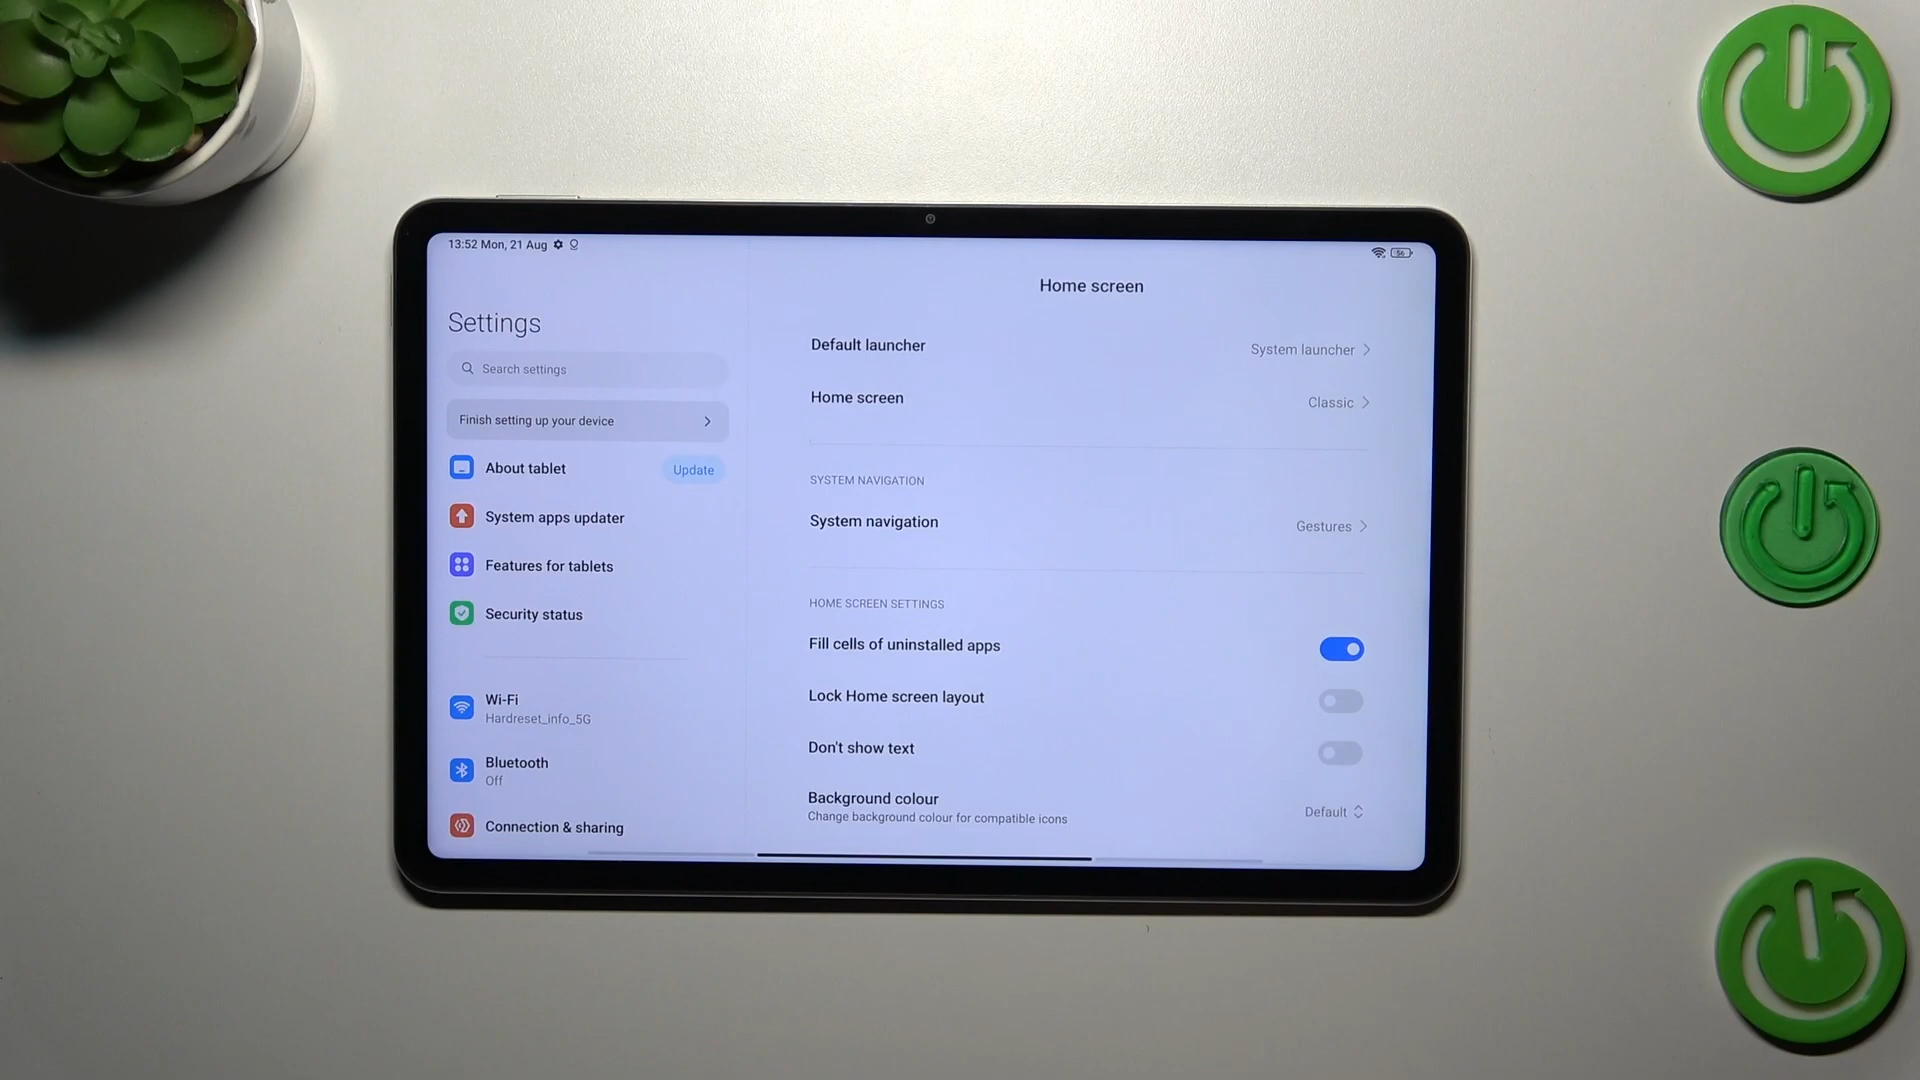 13:52 Mon, 21 Aug
56
Settings
Search settings
Finish setting up your device
About tablet
Update
System apps updater
Features for tablets
Security status
Wi-Fi
Hardreset_info_5G
Bluetooth
Off
Connection & sharing
Home screen
Default launcher
System launcher
Home screen
Classic
SYSTEM NAVIGATION
System navigation
Gestures
HOME SCREEN SETTINGS
Fill cells of uninstalled apps
Lock Home screen layout
Don't show text
Background colour
Change background colour for compatible icons
Default